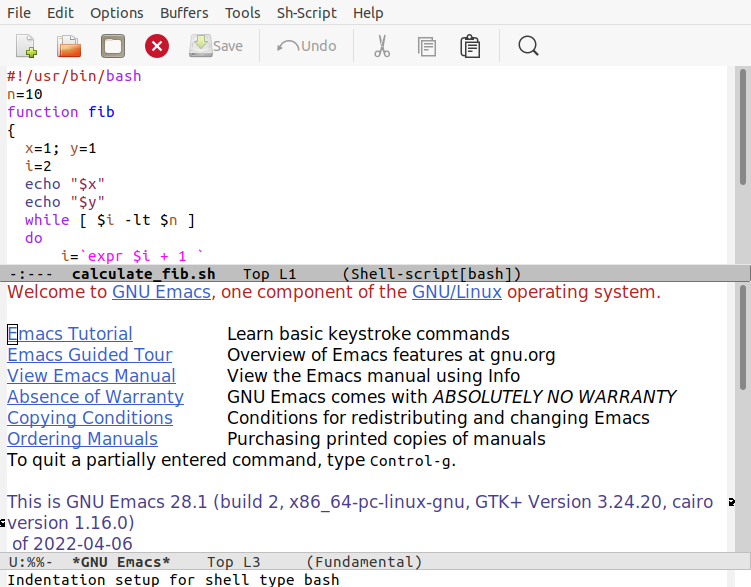 File Edit Options Buffers Tools Sh-Script Help
Save Undo
#!/usr/bin/bash
n=10
function fib
{
  x=1; y=1
  i=2
  echo "$x"
  echo "$y"
  while [ $i -lt $n ]
  do
      i=`expr $i + 1 `
-:--- calculate_fib.sh Top L1 (Shell-script[bash])
Welcome to GNU Emacs, one component of the GNU/Linux operating system.
Emacs Tutorial Learn basic keystroke commands
Emacs Guided Tour Overview of Emacs features at gnu.org
View Emacs Manual View the Emacs manual using Info
Absence of Warranty GNU Emacs comes with ABSOLUTELY NO WARRANTY
Copying Conditions Conditions for redistributing and changing Emacs
Ordering Manuals Purchasing printed copies of manuals
To quit a partially entered command, type Control-g.
This is GNU Emacs 28.1 (build 2, x86_64-pc-linux-gnu, GTK+ Version 3.24.20, cairo
version 1.16.0)
 of 2022-04-06
U:%%- *GNU Emacs* Top L3 (Fundamental)
Indentation setup for shell type bash